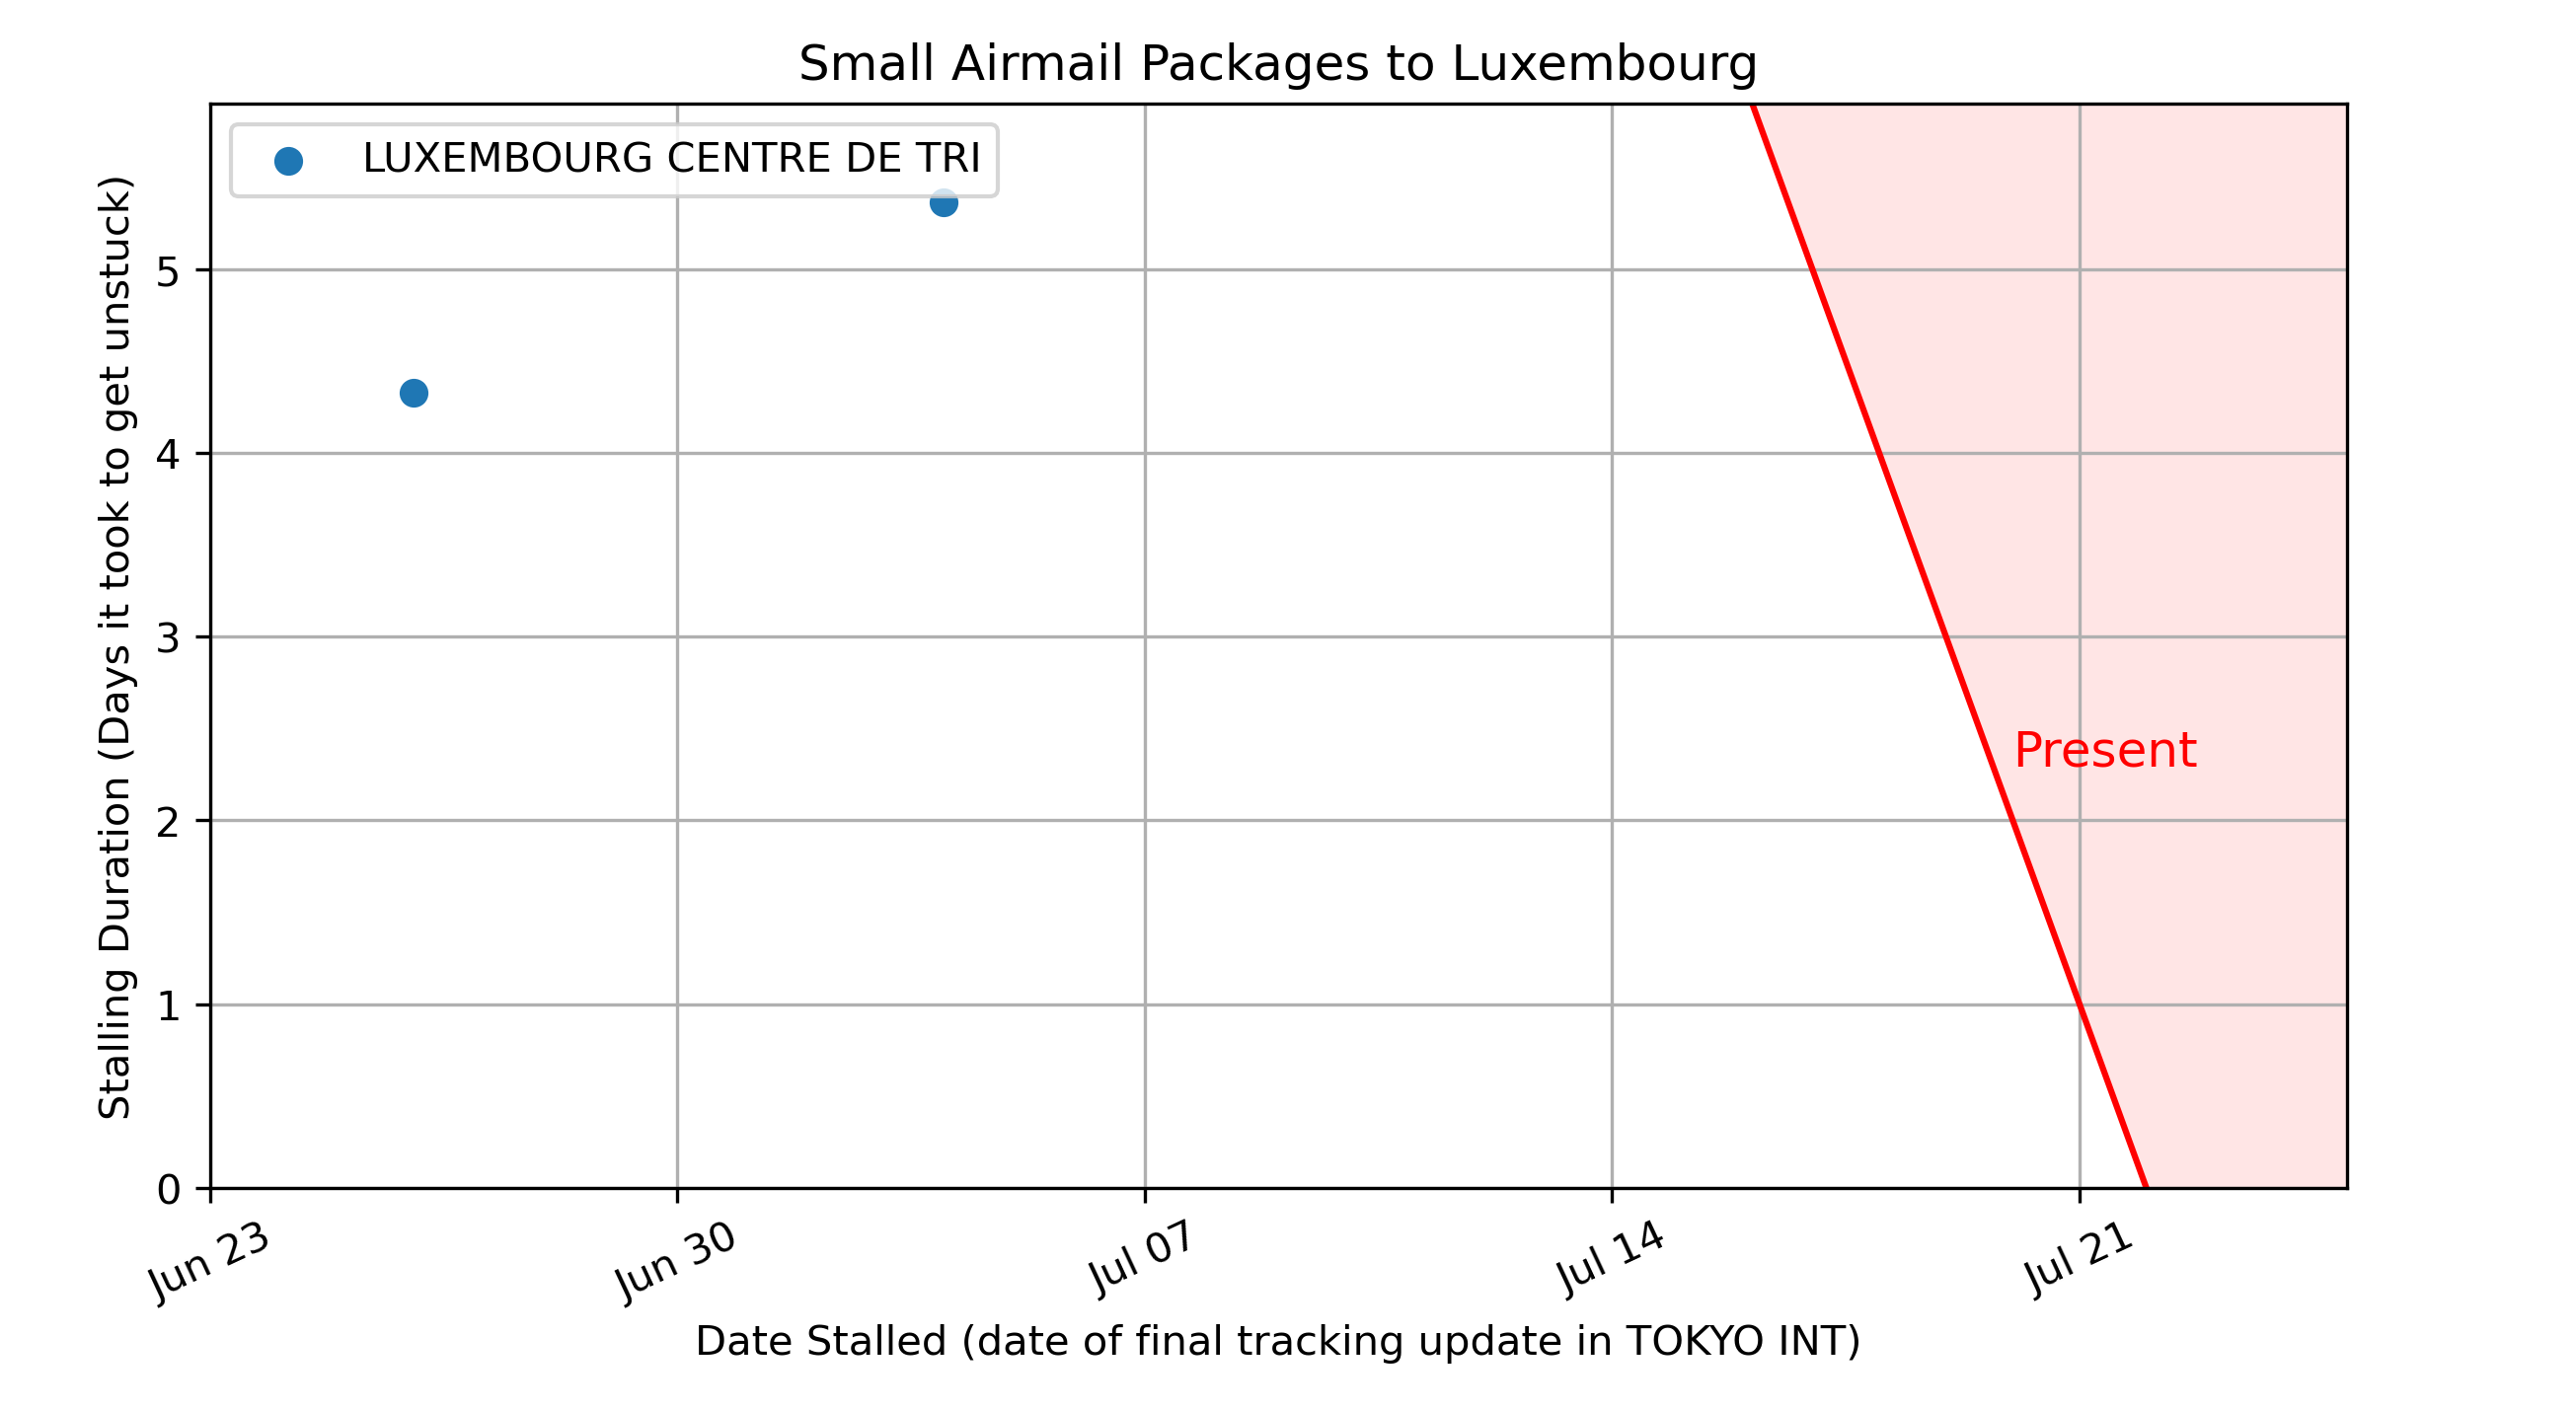 Small Airmail Packages to Luxembourg
LUXEMBOURG CENTRE DE TRI
Stalling Duration (Days it took to get unstuck)
5
4
3
2
1
0
Present
Jun 23
Jun 30
Jul 07
Jul 14
Jul 21
Date Stalled (date of final tracking update in TOKYO INT)